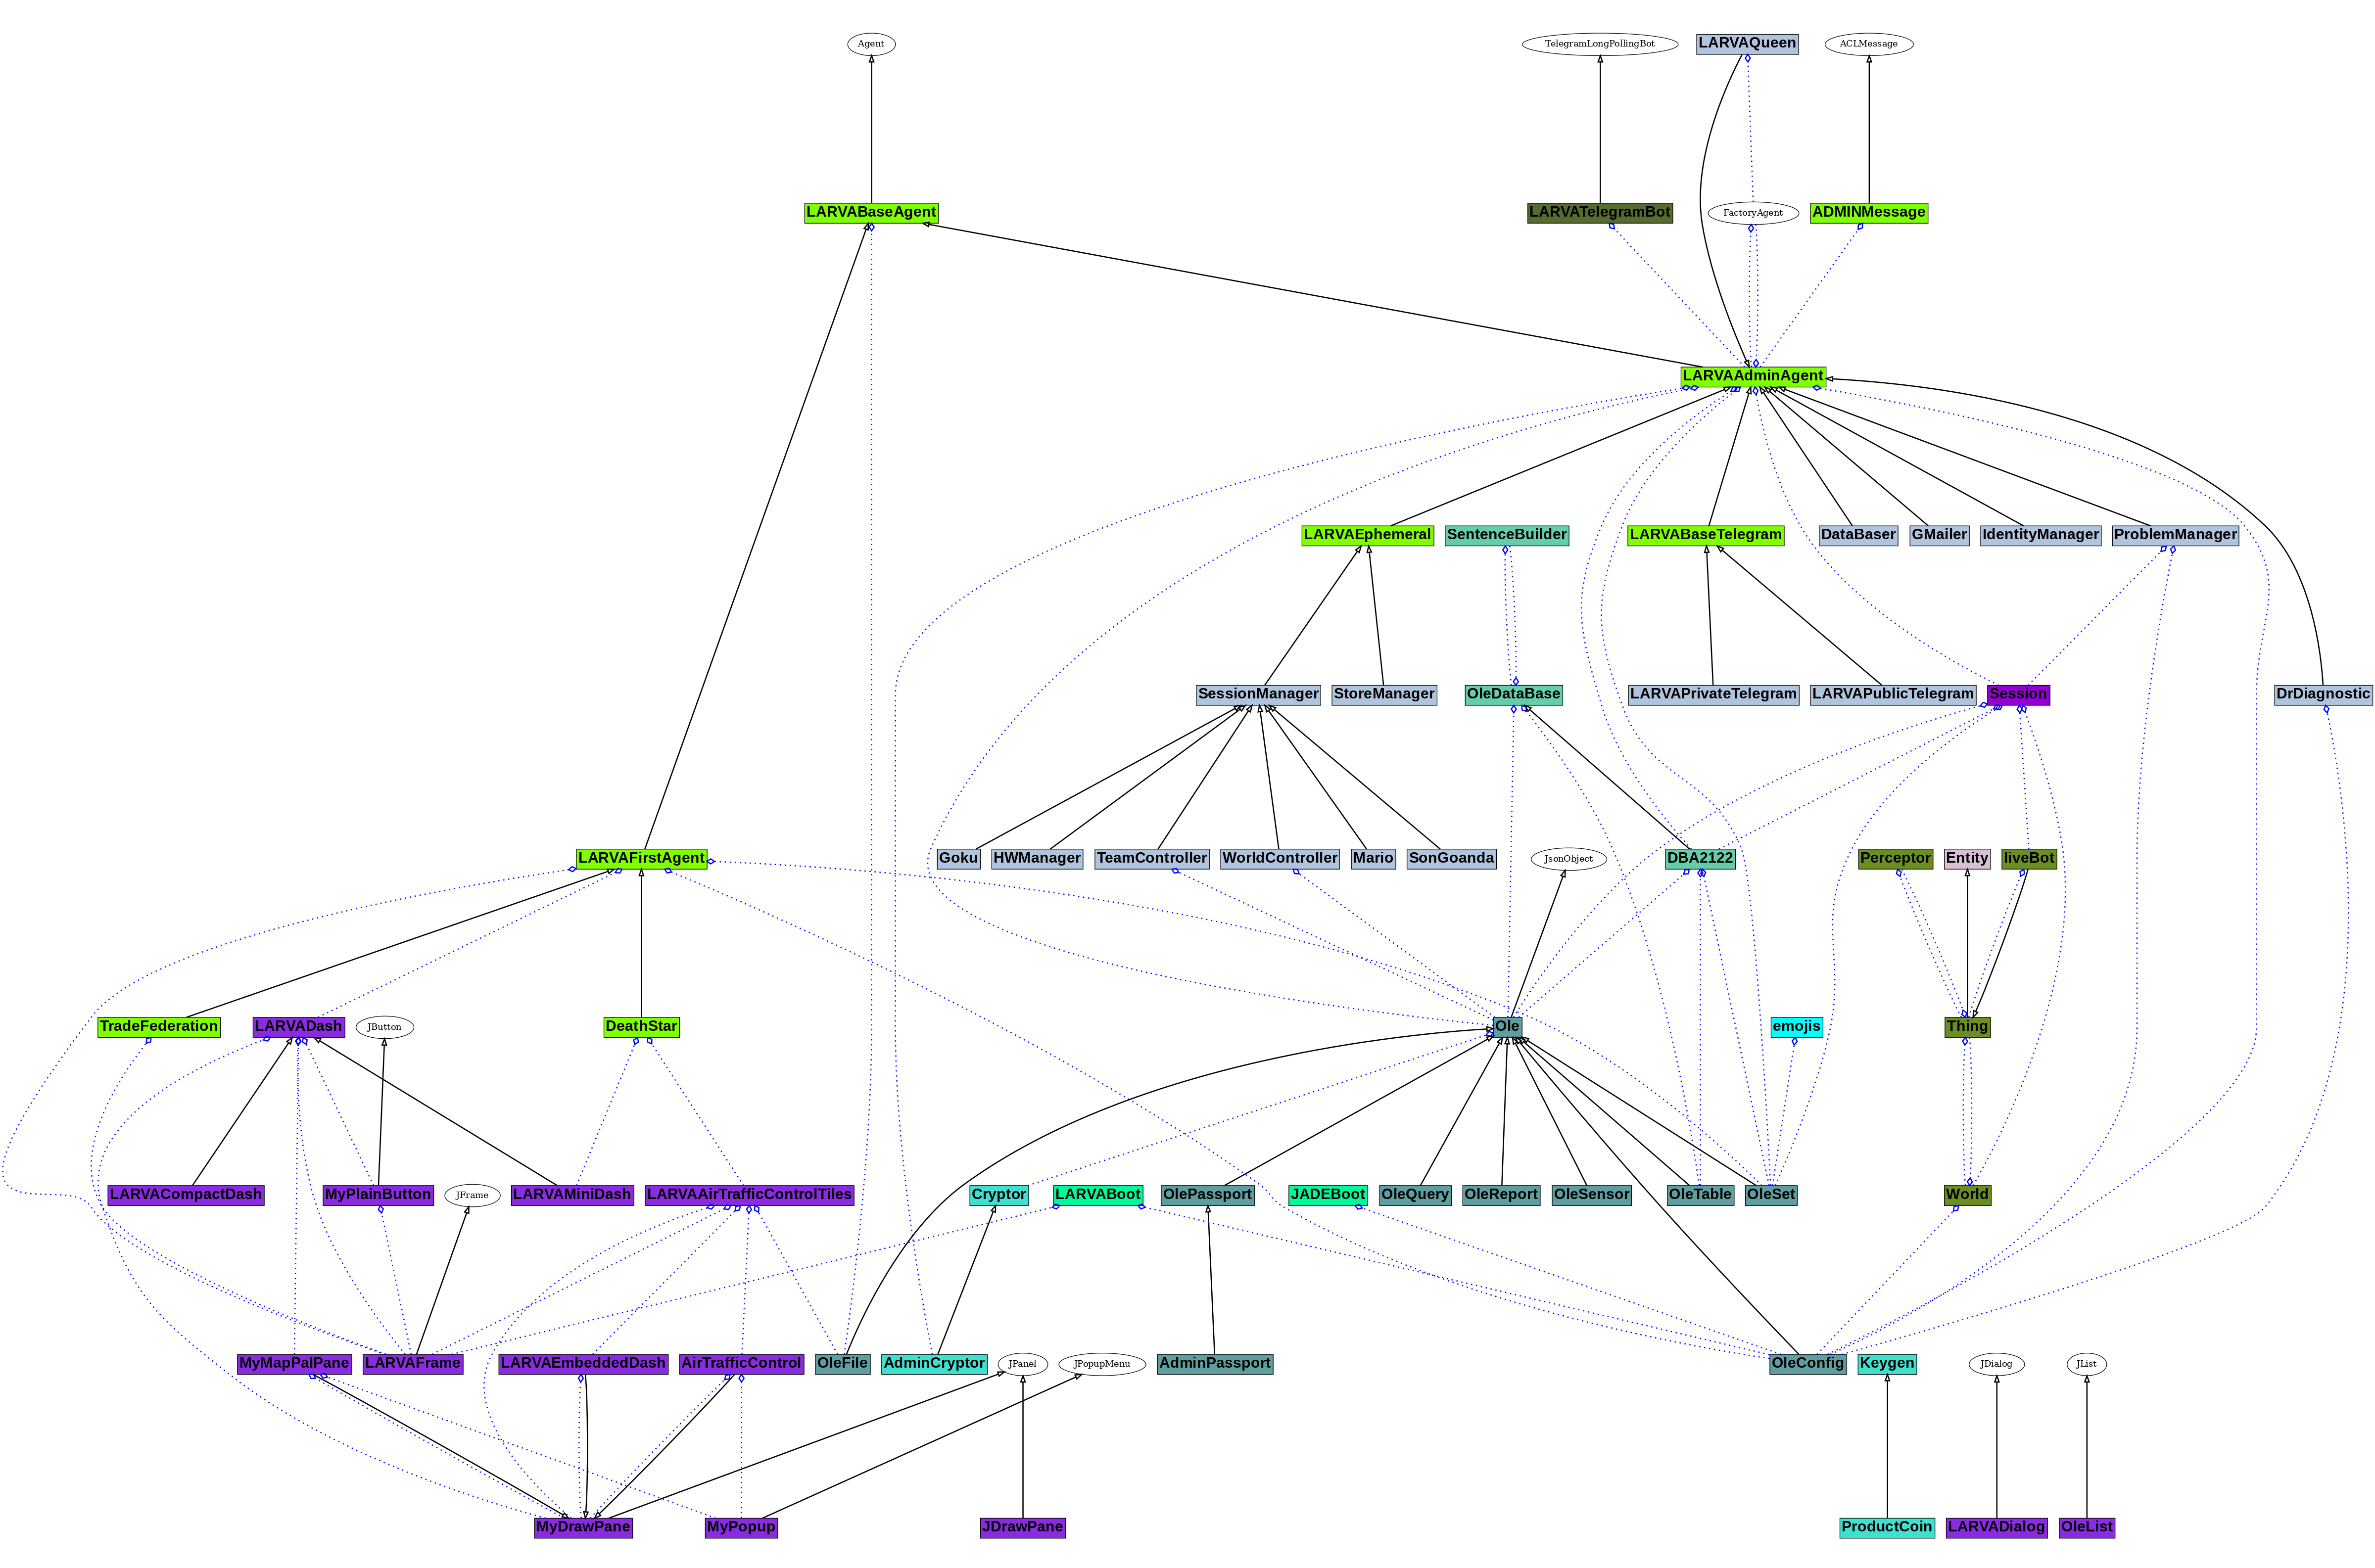 Agent
TelegramLongPollingBot
LARVAQueen
ACLMessage
LARVABaseAgent
LARVATelegramBot
FactoryAgent
ADMINMessage
LARVAAdminAgent
LARVAEphemeral
SentenceBuilder
LARVABaseTelegram
DataBaser
GMailer
IdentityManager
ProblemManager
SessionManager
StoreManager
OleDataBase
LARVAPrivateTelegram
LARVAPublicTelegram
Session
DrDiagnostic
LARVAFirstAgent
Goku
HWManager
TeamController
WorldController
Mario
SonGoanda
JsonObject
DBA2122
Perceptor
Entity
liveBot
TradeFederation
LARVADash
JButton
DeathStar
Ole
emojis
Thing
LARVACompactDash
MyPlainButton
JFrame
LARVAMiniDash
LARVAAirTrafficControlTiles
Cryptor
LARVABoot
OlePassport
JADEBoot
OleQuery
OleReport
OleSensor
OleTable
OleSet
World
MyMapPalPane
LARVAFrame
LARVAEmbeddedDash
AirTrafficControl
OleFile
AdminCryptor
JPanel
JPopupMenu
AdminPassport
OleConfig
Keygen
JDialog
JList
MyDrawPane
MyPopup
JDrawPane
ProductCoin
LARVADialog
OleList